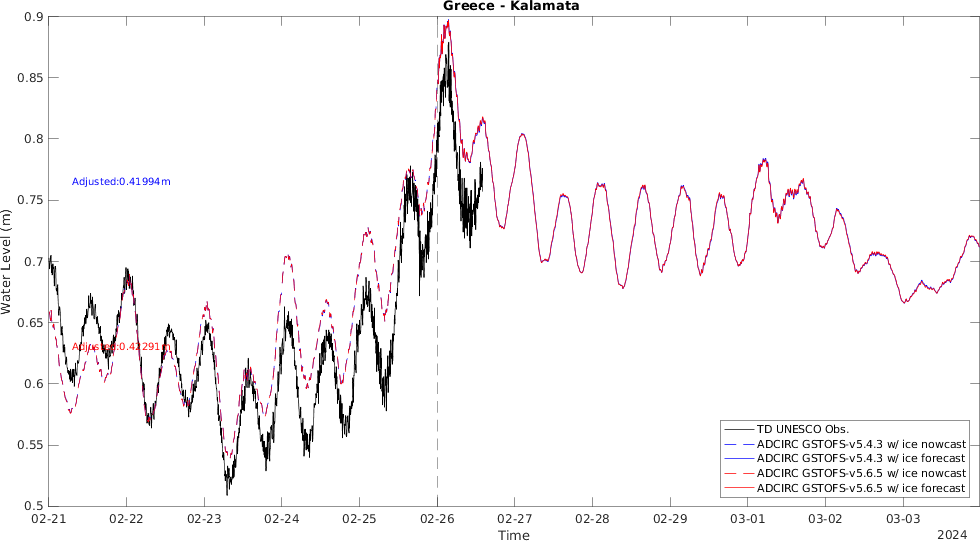 Greece - Kalamata
0.9
0.85
0.8
0.75
0.7
0.65
0.6
0.55
0.5
Water Level (m)
Adjusted:0.41994m
Adjusted:0.42291m
TD UNESCO Obs.
ADCIRC GSTOFS-v5.4.3 w/ ice nowcast
ADCIRC GSTOFS-v5.4.3 w/ ice forecast
ADCIRC GSTOFS-v5.6.5 w/ ice nowcast
ADCIRC GSTOFS-v5.6.5 w/ ice forecast
02-21 02-22 02-23 02-24 02-25 02-26 02-27 02-28 02-29 03-01 03-02 03-03
Time
2024